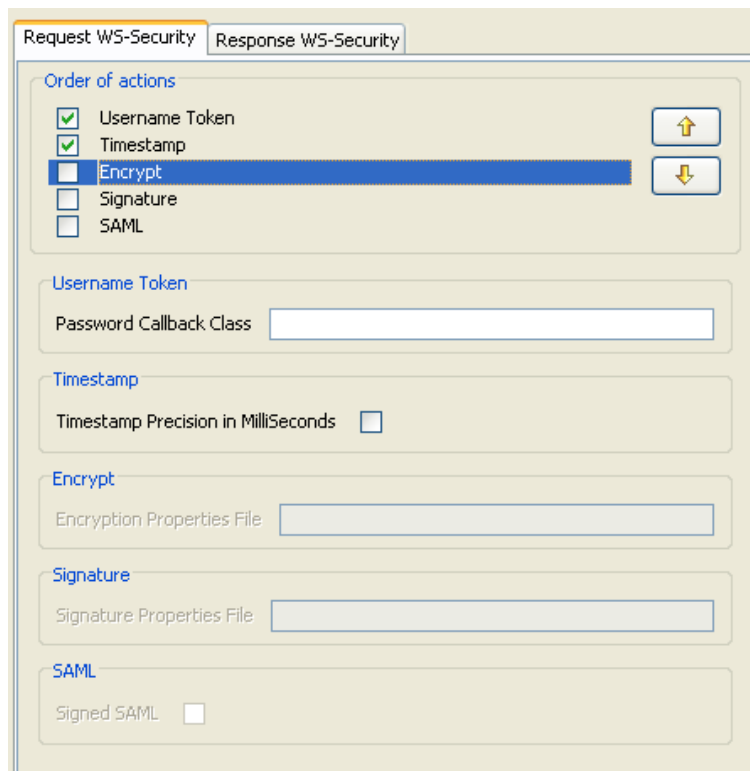 Request WS-Security Response WS-Security
Order of actions
Username Token
Timestamp
Encrypt
Signature
SAML
Username Token
Password Callback Class
Timestamp
Timestamp Precision in MilliSeconds
Encrypt
Encryption Properties File
Signature
Signature Properties File
SAML
Signed SAML